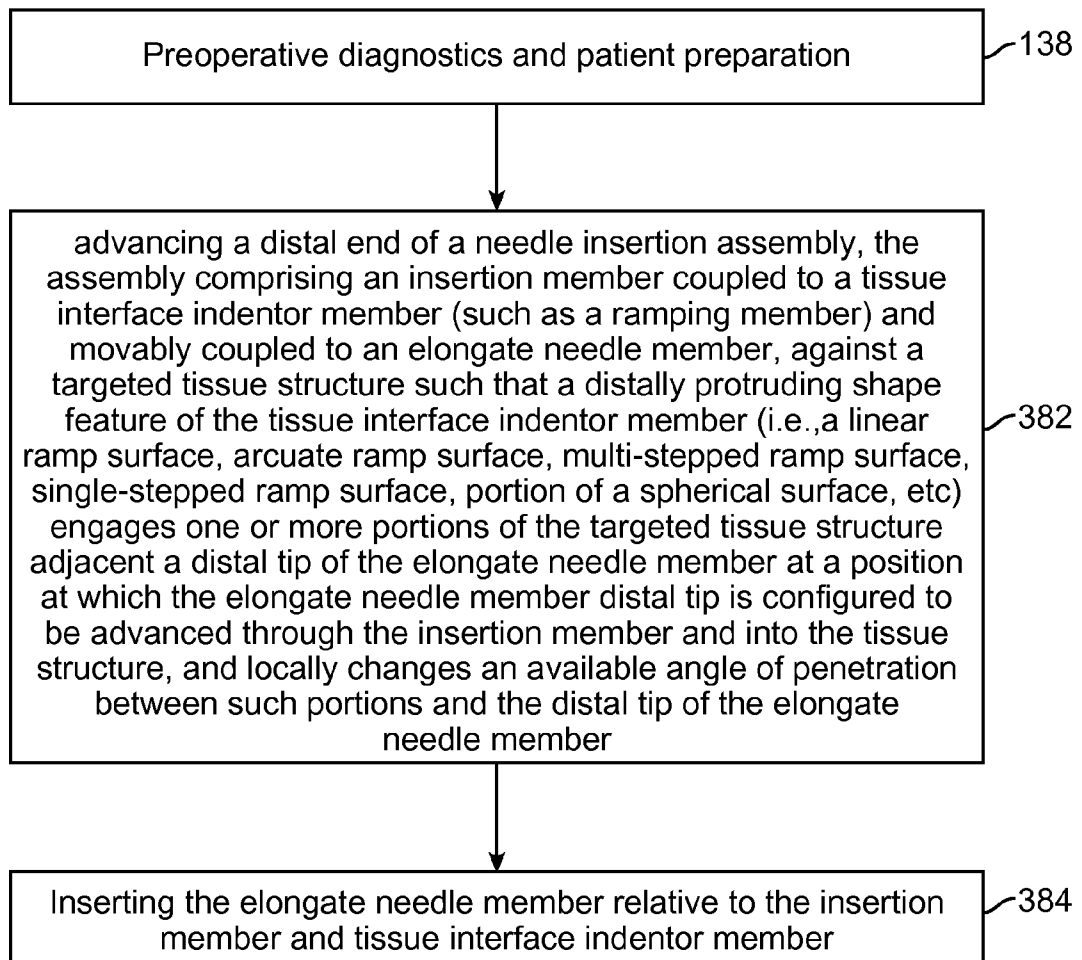 Preoperative diagnostics and patient preparation
138
advancing a distal end of a needle insertion assembly, the
assembly comprising an insertion member coupled to a tissue
interface indentor member (such as a ramping member) and
movably coupled to an elongate needle member, against a
targeted tissue structure such that a distally protruding shape
feature of the tissue interface indentor member (i.e.,a linear
ramp surface, arcuate ramp surface, multi-stepped ramp surface,
single-stepped ramp surface, portion of a spherical surface, etc)
engages one or more portions of the targeted tissue structure
adjacent a distal tip of the elongate needle member at a position
at which the elongate needle member distal tip is configured to
be advanced through the insertion member and into the tissue
structure, and locally changes an available angle of penetration
between such portions and the distal tip of the elongate
needle member
382
Inserting the elongate needle member relative to the insertion
member and tissue interface indentor member
384